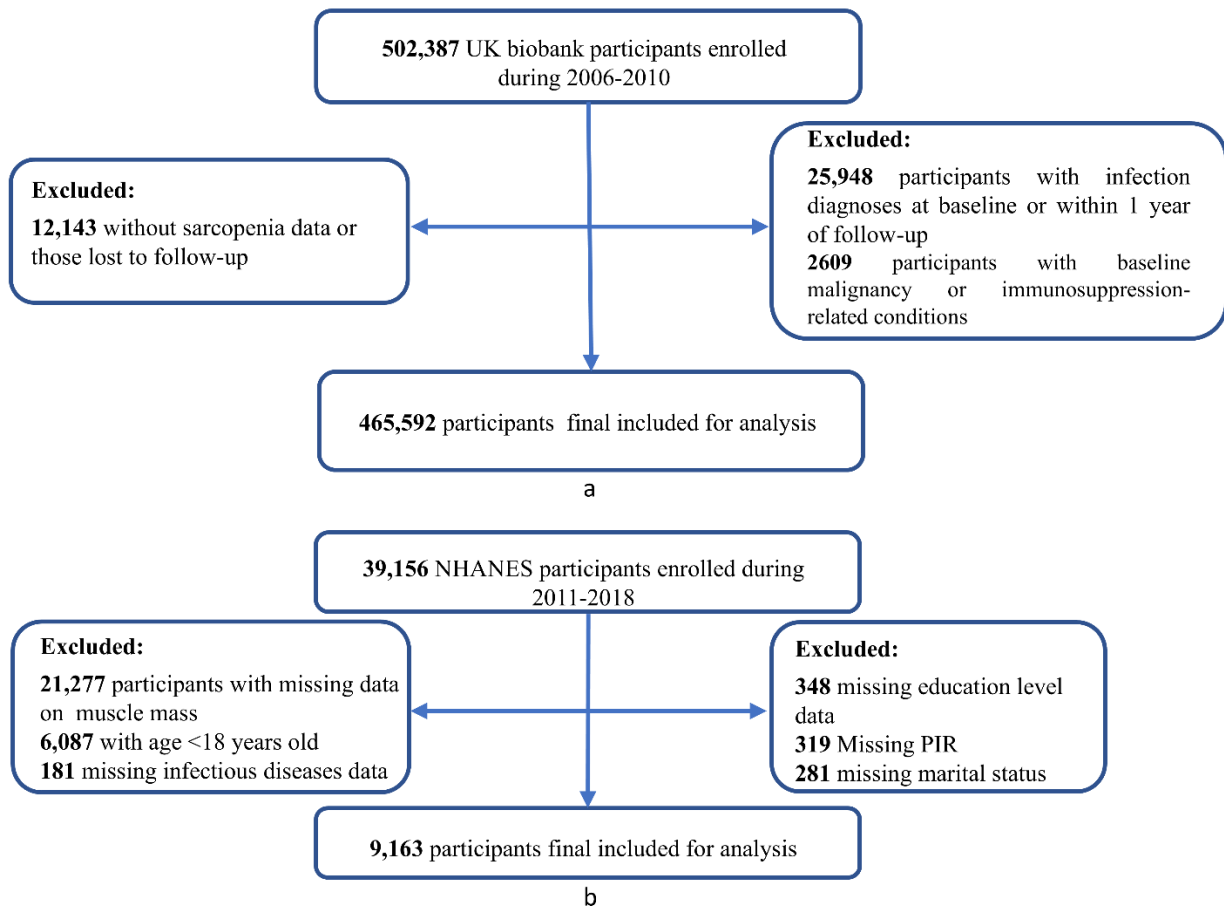 502,387 UK biobank participants enrolled
during 2006-2010
Excluded:
12,143 without sarcopenia data or
those lost to follow-up
Excluded:
25,948 participants with infection
diagnoses at baseline or within 1 year
of follow-up
2609 participants with baseline
malignancy or immunosuppression-
related conditions
465,592 participants final included for analysis
a
39,156 NHANES participants enrolled during
2011-2018
Excluded:
21,277 participants with missing data
on muscle mass
6,087 with age <18 years old
181 missing infectious diseases data
Excluded:
348 missing education level
data
319 Missing PIR
281 missing marital status
9,163 participants final included for analysis
b